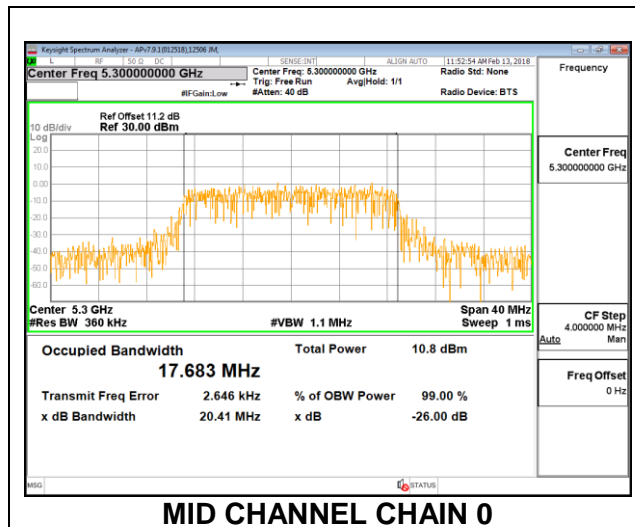 Keysight Spectrum Analyzer - APv7.9.1(012518),12506 JM,
L RF 50 Ω DC SENSE:INT ALIGN AUTO 11:52:54 AM Feb 13, 2018
Center Freq 5.300000000 GHz
Center Freq: 5.300000000 GHz Radio Std: None
Trig: Free Run Avg|Hold: 1/1
#IFGain:Low #Atten: 40 dB Radio Device: BTS
Frequency
Ref Offset 11.2 dB
10 dB/div Ref 30.00 dBm
Log
20.0
10.0
0.00
-10.0
-20.0
-30.0
-40.0
-50.0
-60.0
Center Freq
5.300000000 GHz
Center 5.3 GHz Span 40 MHz
#Res BW 360 kHz #VBW 1.1 MHz Sweep 1 ms
CF Step
4.000000 MHz
Auto Man
Occupied Bandwidth Total Power 10.8 dBm
17.683 MHz
Freq Offset
0 Hz
Transmit Freq Error 2.646 kHz % of OBW Power 99.00 %
x dB Bandwidth 20.41 MHz x dB -26.00 dB
MSG STATUS
MID CHANNEL CHAIN 0